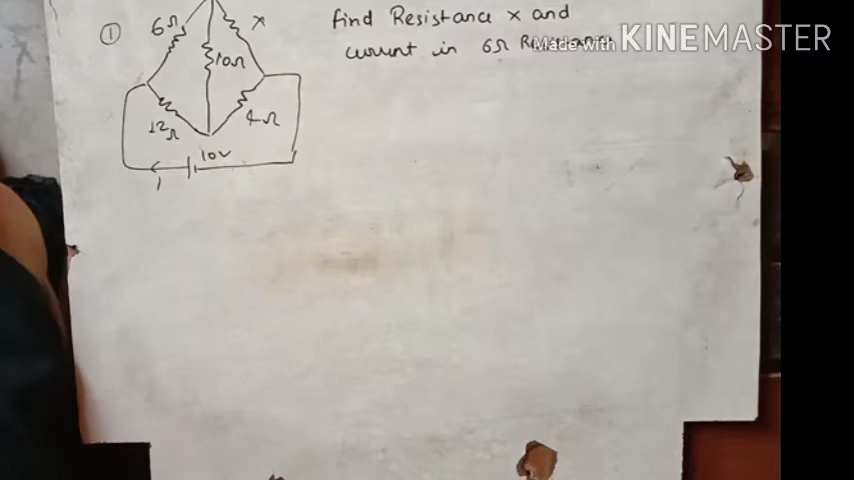 ① 6Ω x find Resistance x and
10Ω current in 6Ω
Made with KINEMASTER
12Ω 4Ω
10V
I